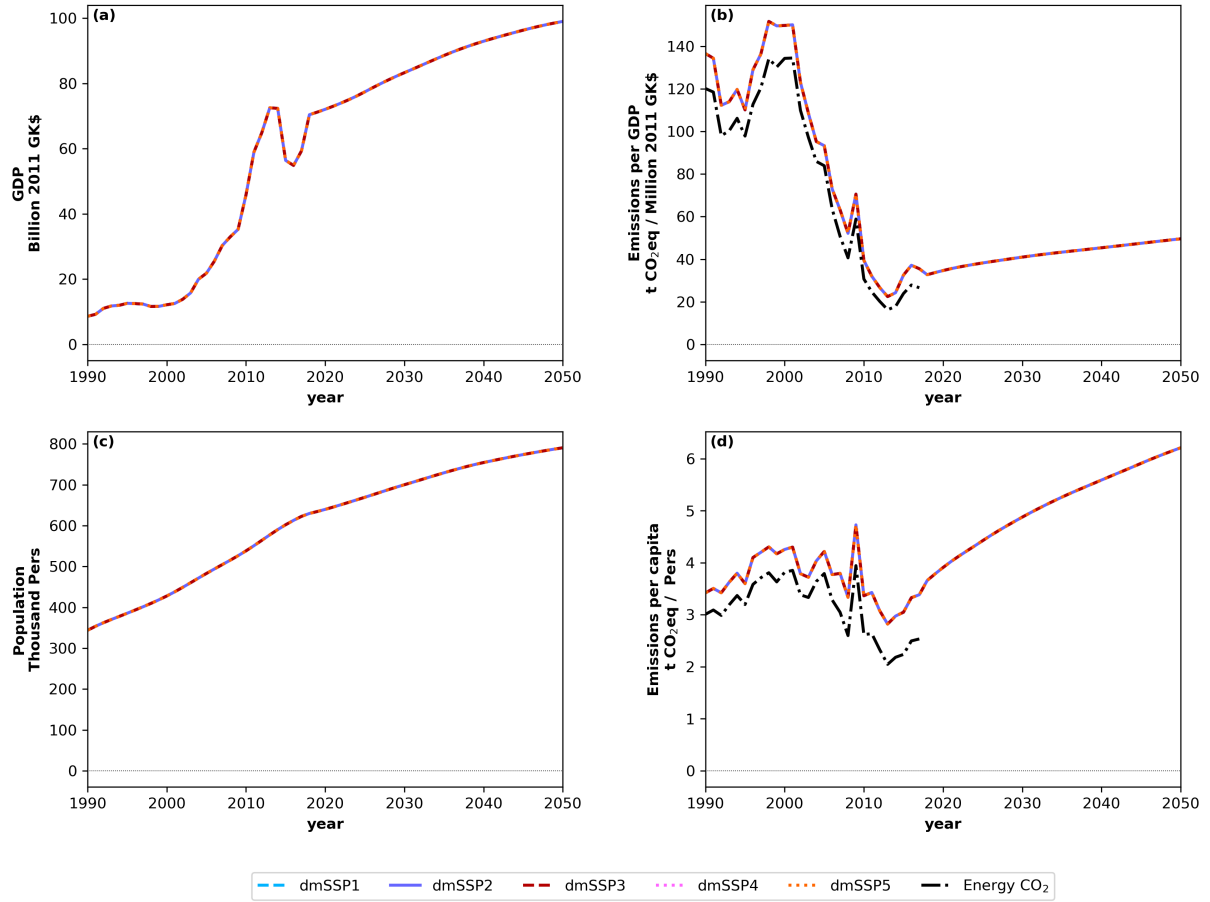 (a)
100
80
60
40
20
0
GDP
Billion 2011 GK$
1990 2000 2010 2020 2030 2040 2050
year
(b)
140
120
100
80
60
40
20
0
Emissions per GDP
t CO₂eq / Million 2011 GK$
1990 2000 2010 2020 2030 2040 2050
year
(c)
800
700
600
500
400
300
200
100
0
Population
Thousand Pers
1990 2000 2010 2020 2030 2040 2050
year
(d)
6
5
4
3
2
1
0
Emissions per capita
t CO₂eq / Pers
1990 2000 2010 2020 2030 2040 2050
year
dmSSP1 dmSSP2 dmSSP3 dmSSP4 dmSSP5 Energy CO₂